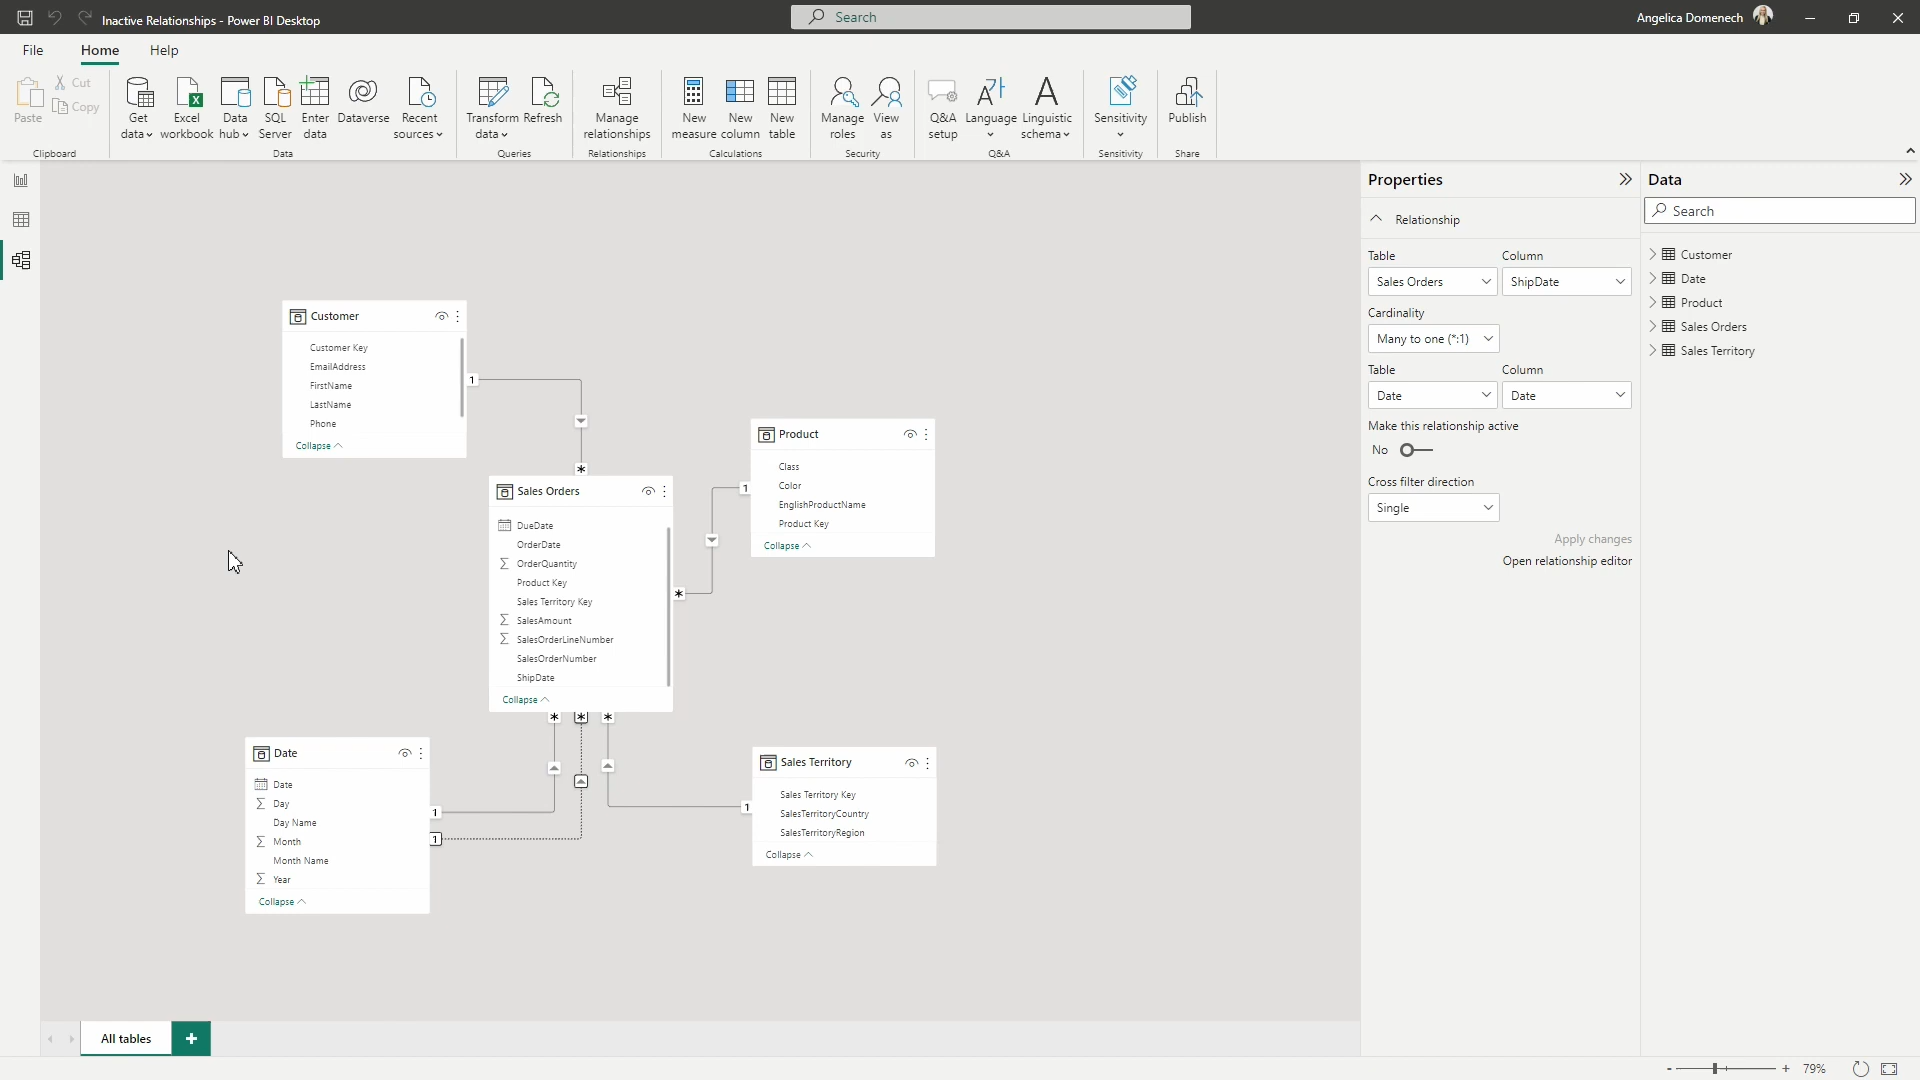 Inactive Relationships - Power BI Desktop
Search
Angelica Domenech
File
Home
Help
Paste
Cut
Copy
Clipboard
Get data
Excel workbook
Data hub
SQL Server
Enter data
Dataverse
Recent sources
Data
Transform data
Refresh
Queries
Manage relationships
Relationships
New measure
New column
New table
Calculations
Manage roles
View as
Security
Q&A setup
Language
Linguistic schema
Q&A
Sensitivity
Sensitivity
Publish
Share
Customer
Customer Key
EmailAddress
FirstName
LastName
Phone
Collapse
1
*
Product
Class
Color
EnglishProductName
Product Key
Collapse
1
*
Sales Orders
DueDate
OrderDate
OrderQuantity
Product Key
Sales Territory Key
SalesAmount
SalesOrderLineNumber
SalesOrderNumber
ShipDate
Collapse
* * *
Date
Date
Day
Day Name
Month
Month Name
Year
Collapse
1
1
Sales Territory
Sales Territory Key
SalesTerritoryCountry
SalesTerritoryRegion
Collapse
1
Properties
Relationship
Table Column
Sales Orders ShipDate
Cardinality
Many to one (*:1)
Table Column
Date Date
Make this relationship active
No
Cross filter direction
Single
Apply changes
Open relationship editor
Data
Search
Customer
Date
Product
Sales Orders
Sales Territory
All tables
+
- + 79%